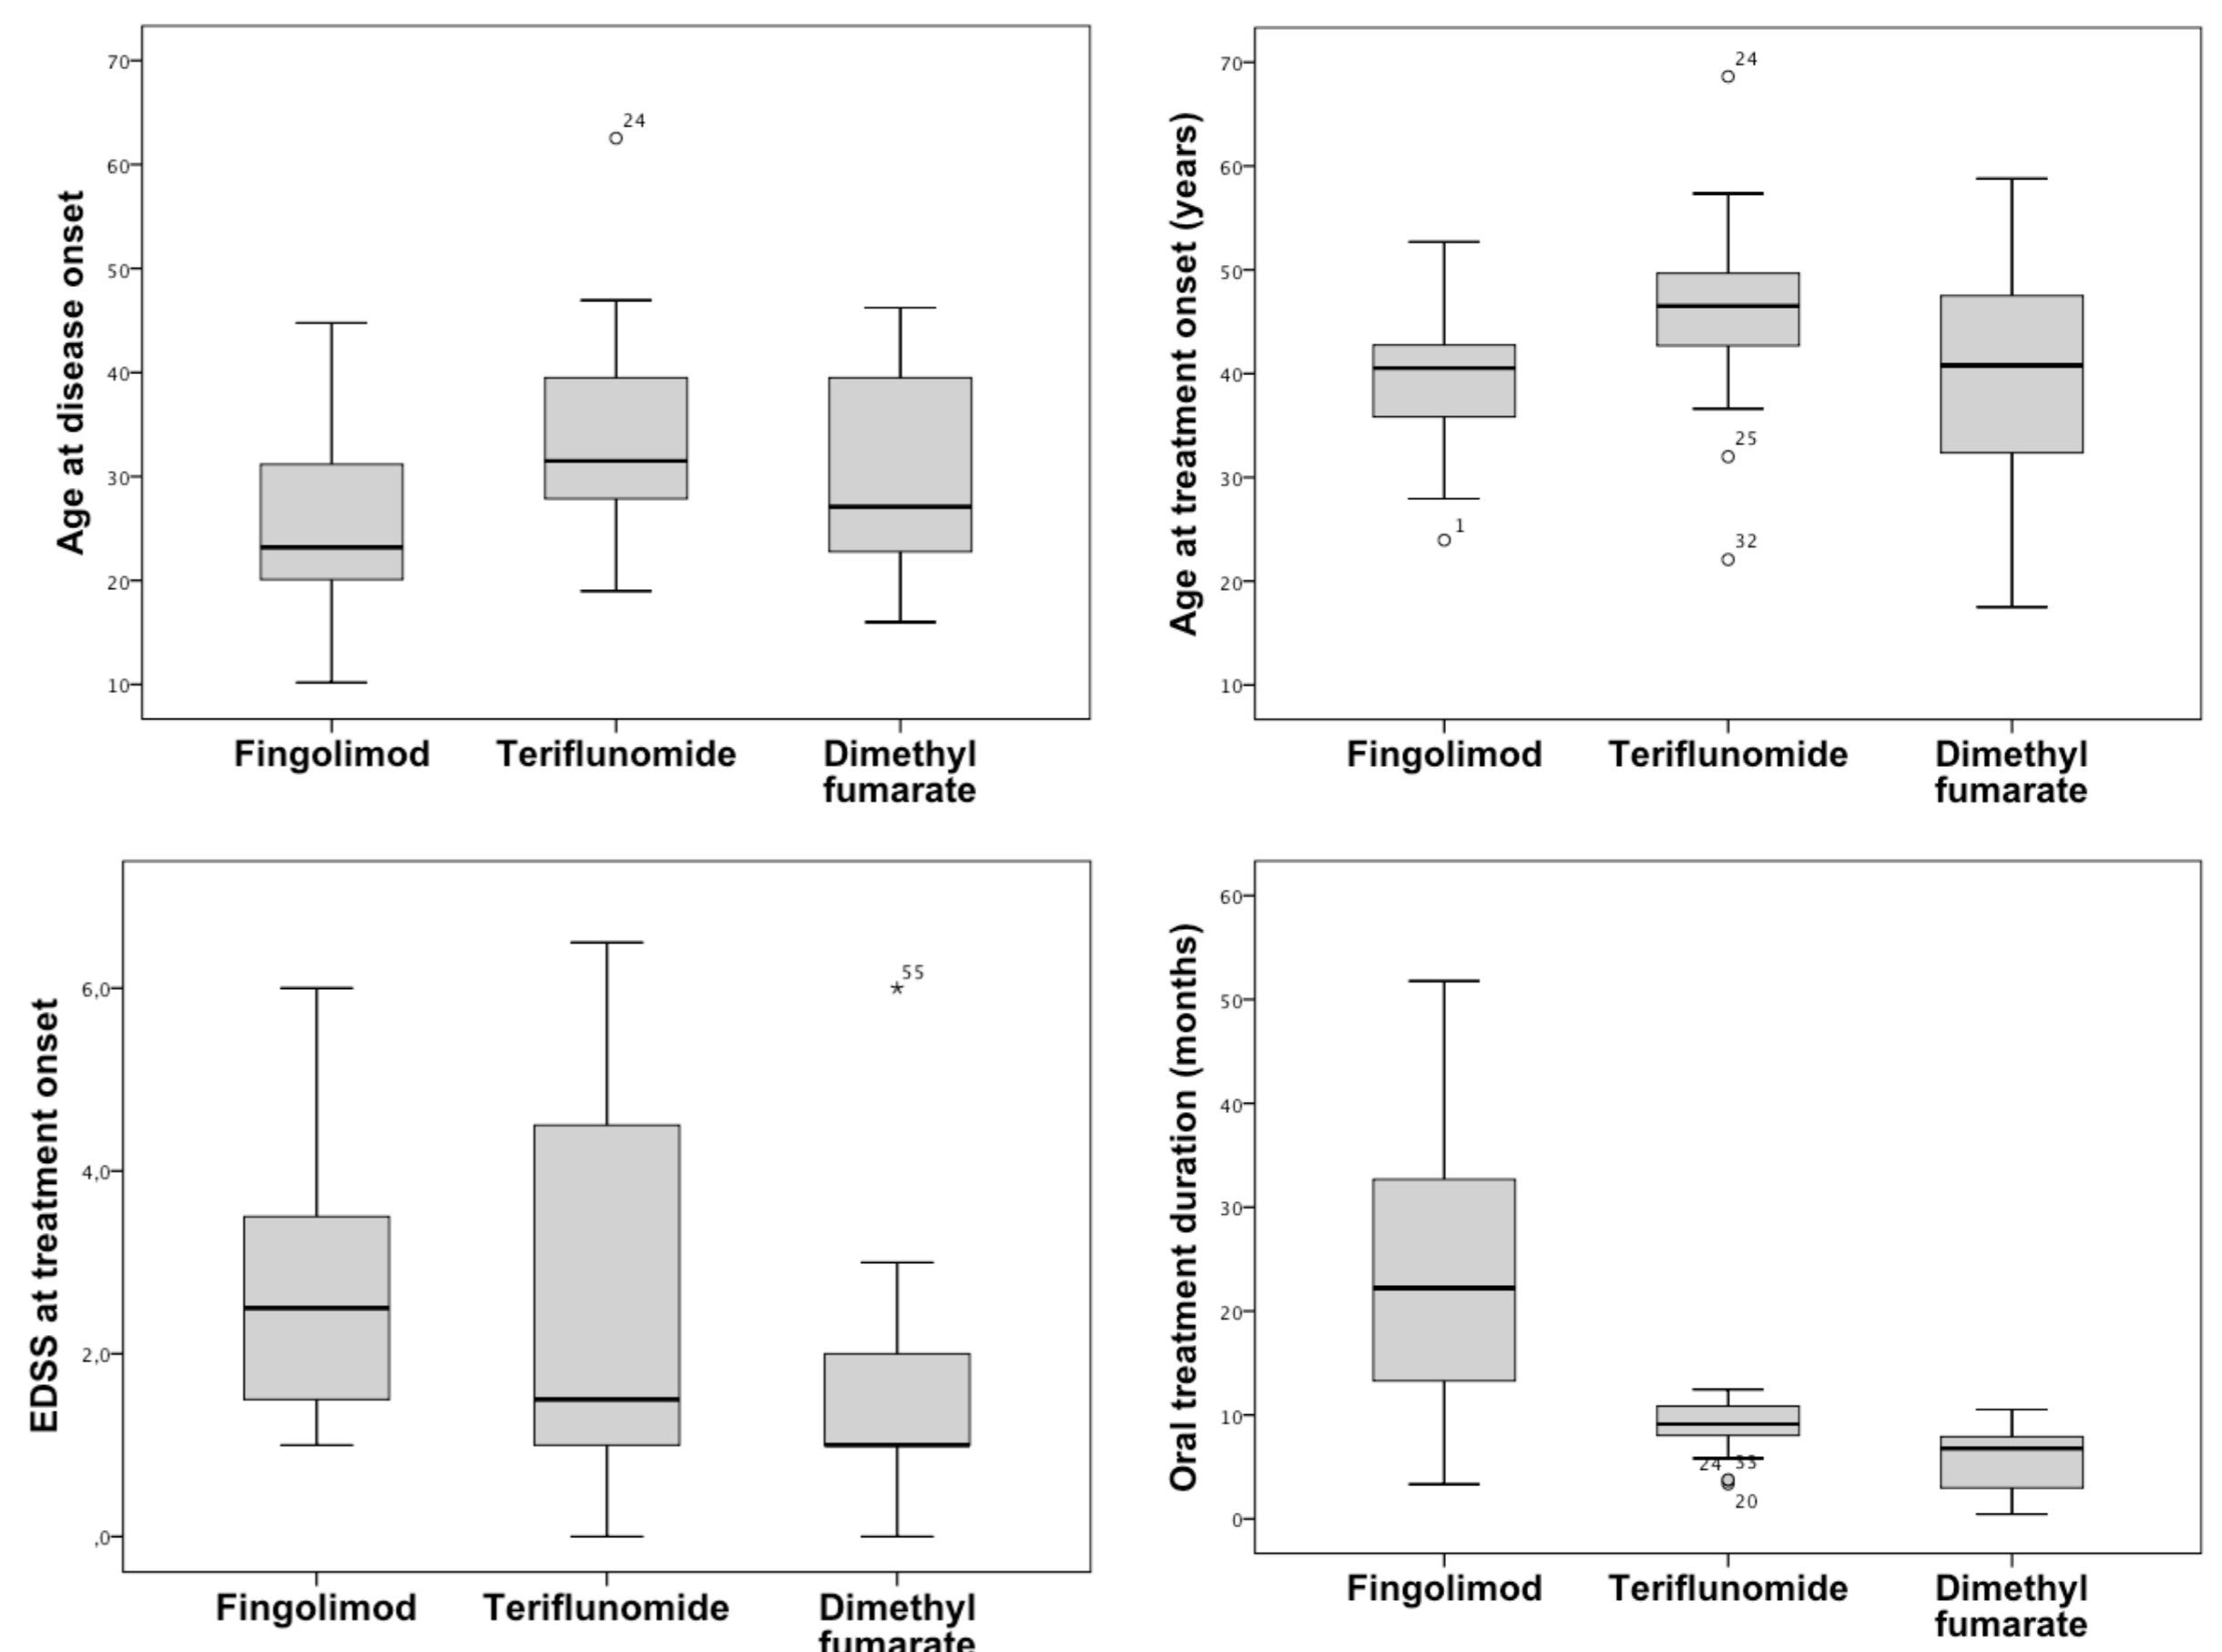 Age at disease onset
70
60
50
40
30
20
10
24
Fingolimod
Teriflunomide
Dimethyl
fumarate
Age at treatment onset (years)
70
60
50
40
30
20
10
24
25
32
1
Fingolimod
Teriflunomide
Dimethyl
fumarate
EDSS at treatment onset
6,0
4,0
2,0
,0
55
*
Fingolimod
Teriflunomide
Dimethyl
fumarate
Oral treatment duration (months)
60
50
40
30
20
10
0
24 33
20
Fingolimod
Teriflunomide
Dimethyl
fumarate